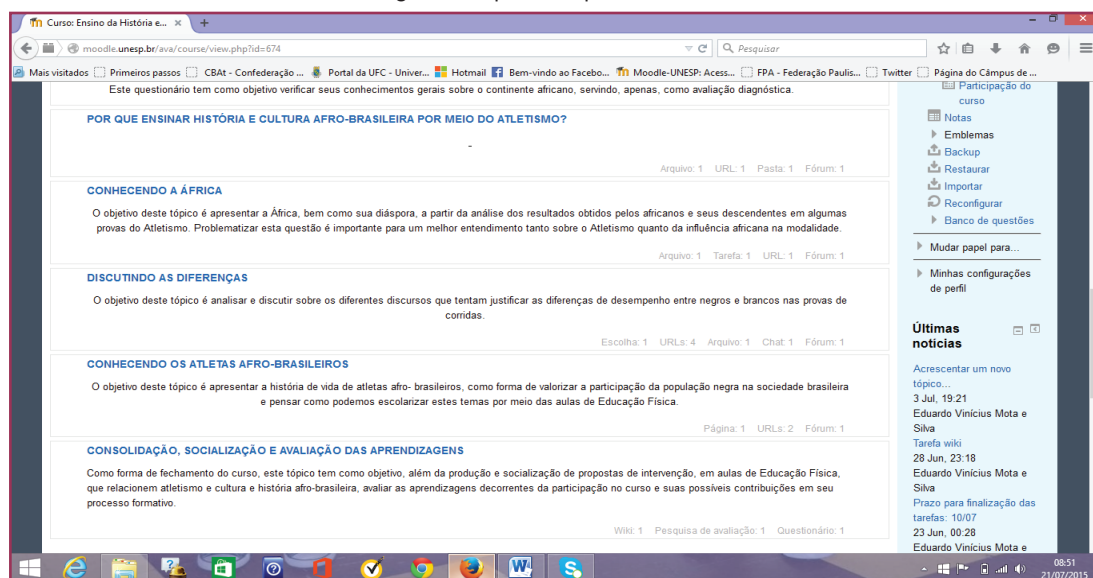 Curso: Ensino da História e...
moodle.unesp.br/ava/course/view.php?id=674
Pesquisar
Mais visitados Primeiros passos CBAt - Confederação ... Portal da UFC - Univer... Hotmail Bem-vindo ao Facebo... Moodle-UNESP: Acess... FPA - Federação Paulis... Twitter Página do Câmpus de ...
Este questionário tem como objetivo verificar seus conhecimentos gerais sobre o continente africano, servindo, apenas, como avaliação diagnóstica.
POR QUE ENSINAR HISTÓRIA E CULTURA AFRO-BRASILEIRA POR MEIO DO ATLETISMO?
-
Arquivo: 1 URL: 1 Pasta: 1 Fórum: 1
CONHECENDO A ÁFRICA
O objetivo deste tópico é apresentar a África, bem como sua diáspora, a partir da análise dos resultados obtidos pelos africanos e seus descendentes em algumas
provas do Atletismo. Problematizar esta questão é importante para um melhor entendimento tanto sobre o Atletismo quanto da influência africana na modalidade.
Arquivo: 1 Tarefa: 1 URL: 1 Fórum: 1
DISCUTINDO AS DIFERENÇAS
O objetivo deste tópico é analisar e discutir sobre os diferentes discursos que tentam justificar as diferenças de desempenho entre negros e brancos nas provas de
corridas.
Escolha: 1 URLs: 4 Arquivo: 1 Chat: 1 Fórum: 1
CONHECENDO OS ATLETAS AFRO-BRASILEIROS
O objetivo deste tópico é apresentar a história de vida de atletas afro- brasileiros, como forma de valorizar a participação da população negra na sociedade brasileira
e pensar como podemos escolarizar estes temas por meio das aulas de Educação Física.
Página: 1 URLs: 2 Fórum: 1
CONSOLIDAÇÃO, SOCIALIZAÇÃO E AVALIAÇÃO DAS APRENDIZAGENS
Como forma de fechamento do curso, este tópico tem como objetivo, além da produção e socialização de propostas de intervenção, em aulas de Educação Física,
que relacionem atletismo e cultura e história afro-brasileira, avaliar as aprendizagens decorrentes da participação no curso e suas possíveis contribuições em seu
processo formativo.
Wiki: 1 Pesquisa de avaliação: 1 Questionário: 1
Participação do
curso
Notas
Emblemas
Backup
Restaurar
Importar
Reconfigurar
Banco de questões
Mudar papel para...
Minhas configurações
de perfil
Últimas
notícias
Acrescentar um novo
tópico...
3 Jul, 19:21
Eduardo Vinícius Mota e
Silva
Tarefa wiki
28 Jun, 23:18
Eduardo Vinícius Mota e
Silva
Prazo para finalização das
tarefas: 10/07
23 Jun, 00:28
Eduardo Vinícius Mota e
08:51
21/07/2015